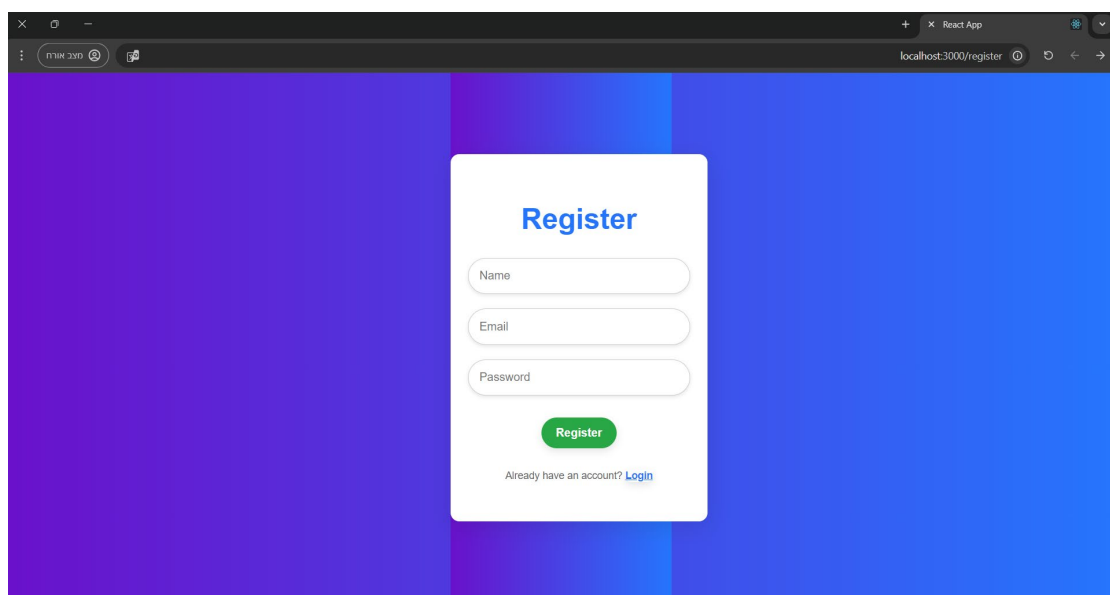 React App
מצב אורח
localhost:3000/register
Register
Name
Email
Password
Register
Already have an account? Login